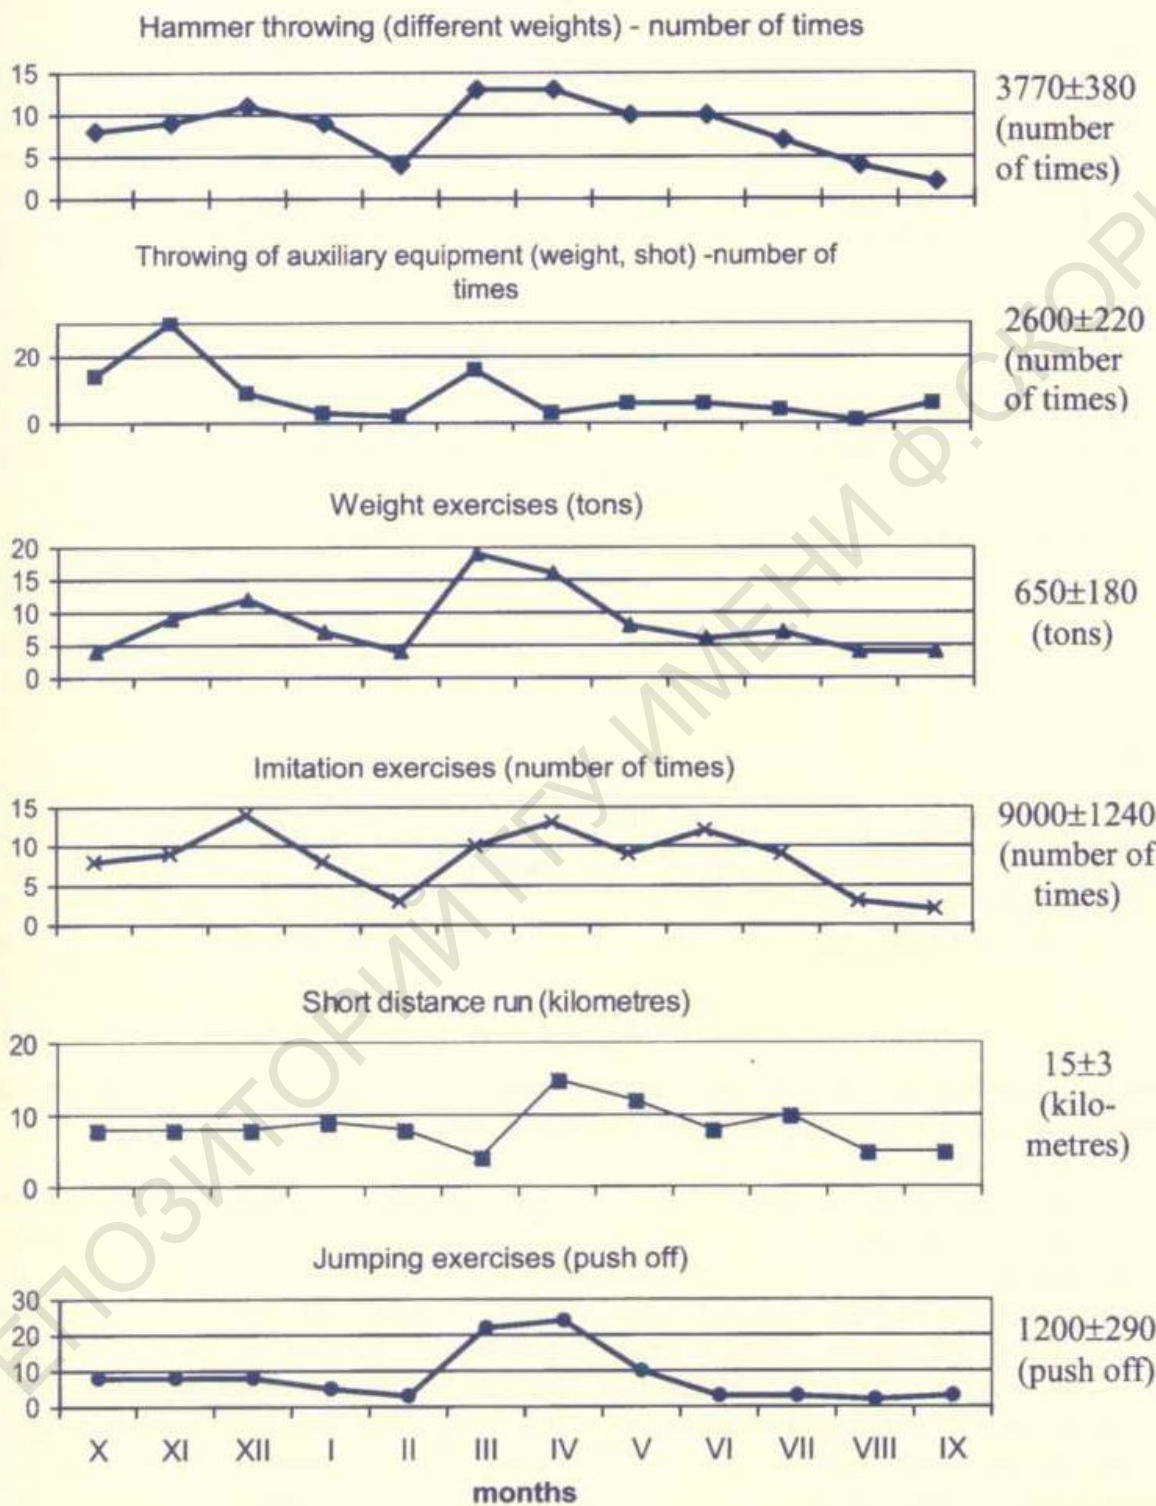 Hammer throwing (different weights) - number of times
15
10
5
0
3770±380
(number
of times)
Throwing of auxiliary equipment (weight, shot) -number of
times
20
0
2600±220
(number
of times)
Weight exercises (tons)
20
15
10
5
0
650±180
(tons)
Imitation exercises (number of times)
15
10
5
0
9000±1240
(number of
times)
Short distance run (kilometres)
20
10
0
15±3
(kilo-
metres)
Jumping exercises (push off)
30
20
10
0
1200±290
(push off)
X XI XII I II III IV V VI VII VIII IX
months
ЕПОЗИТОРИЙ ГГУ ИМЕНИ Ф.СКОРИ